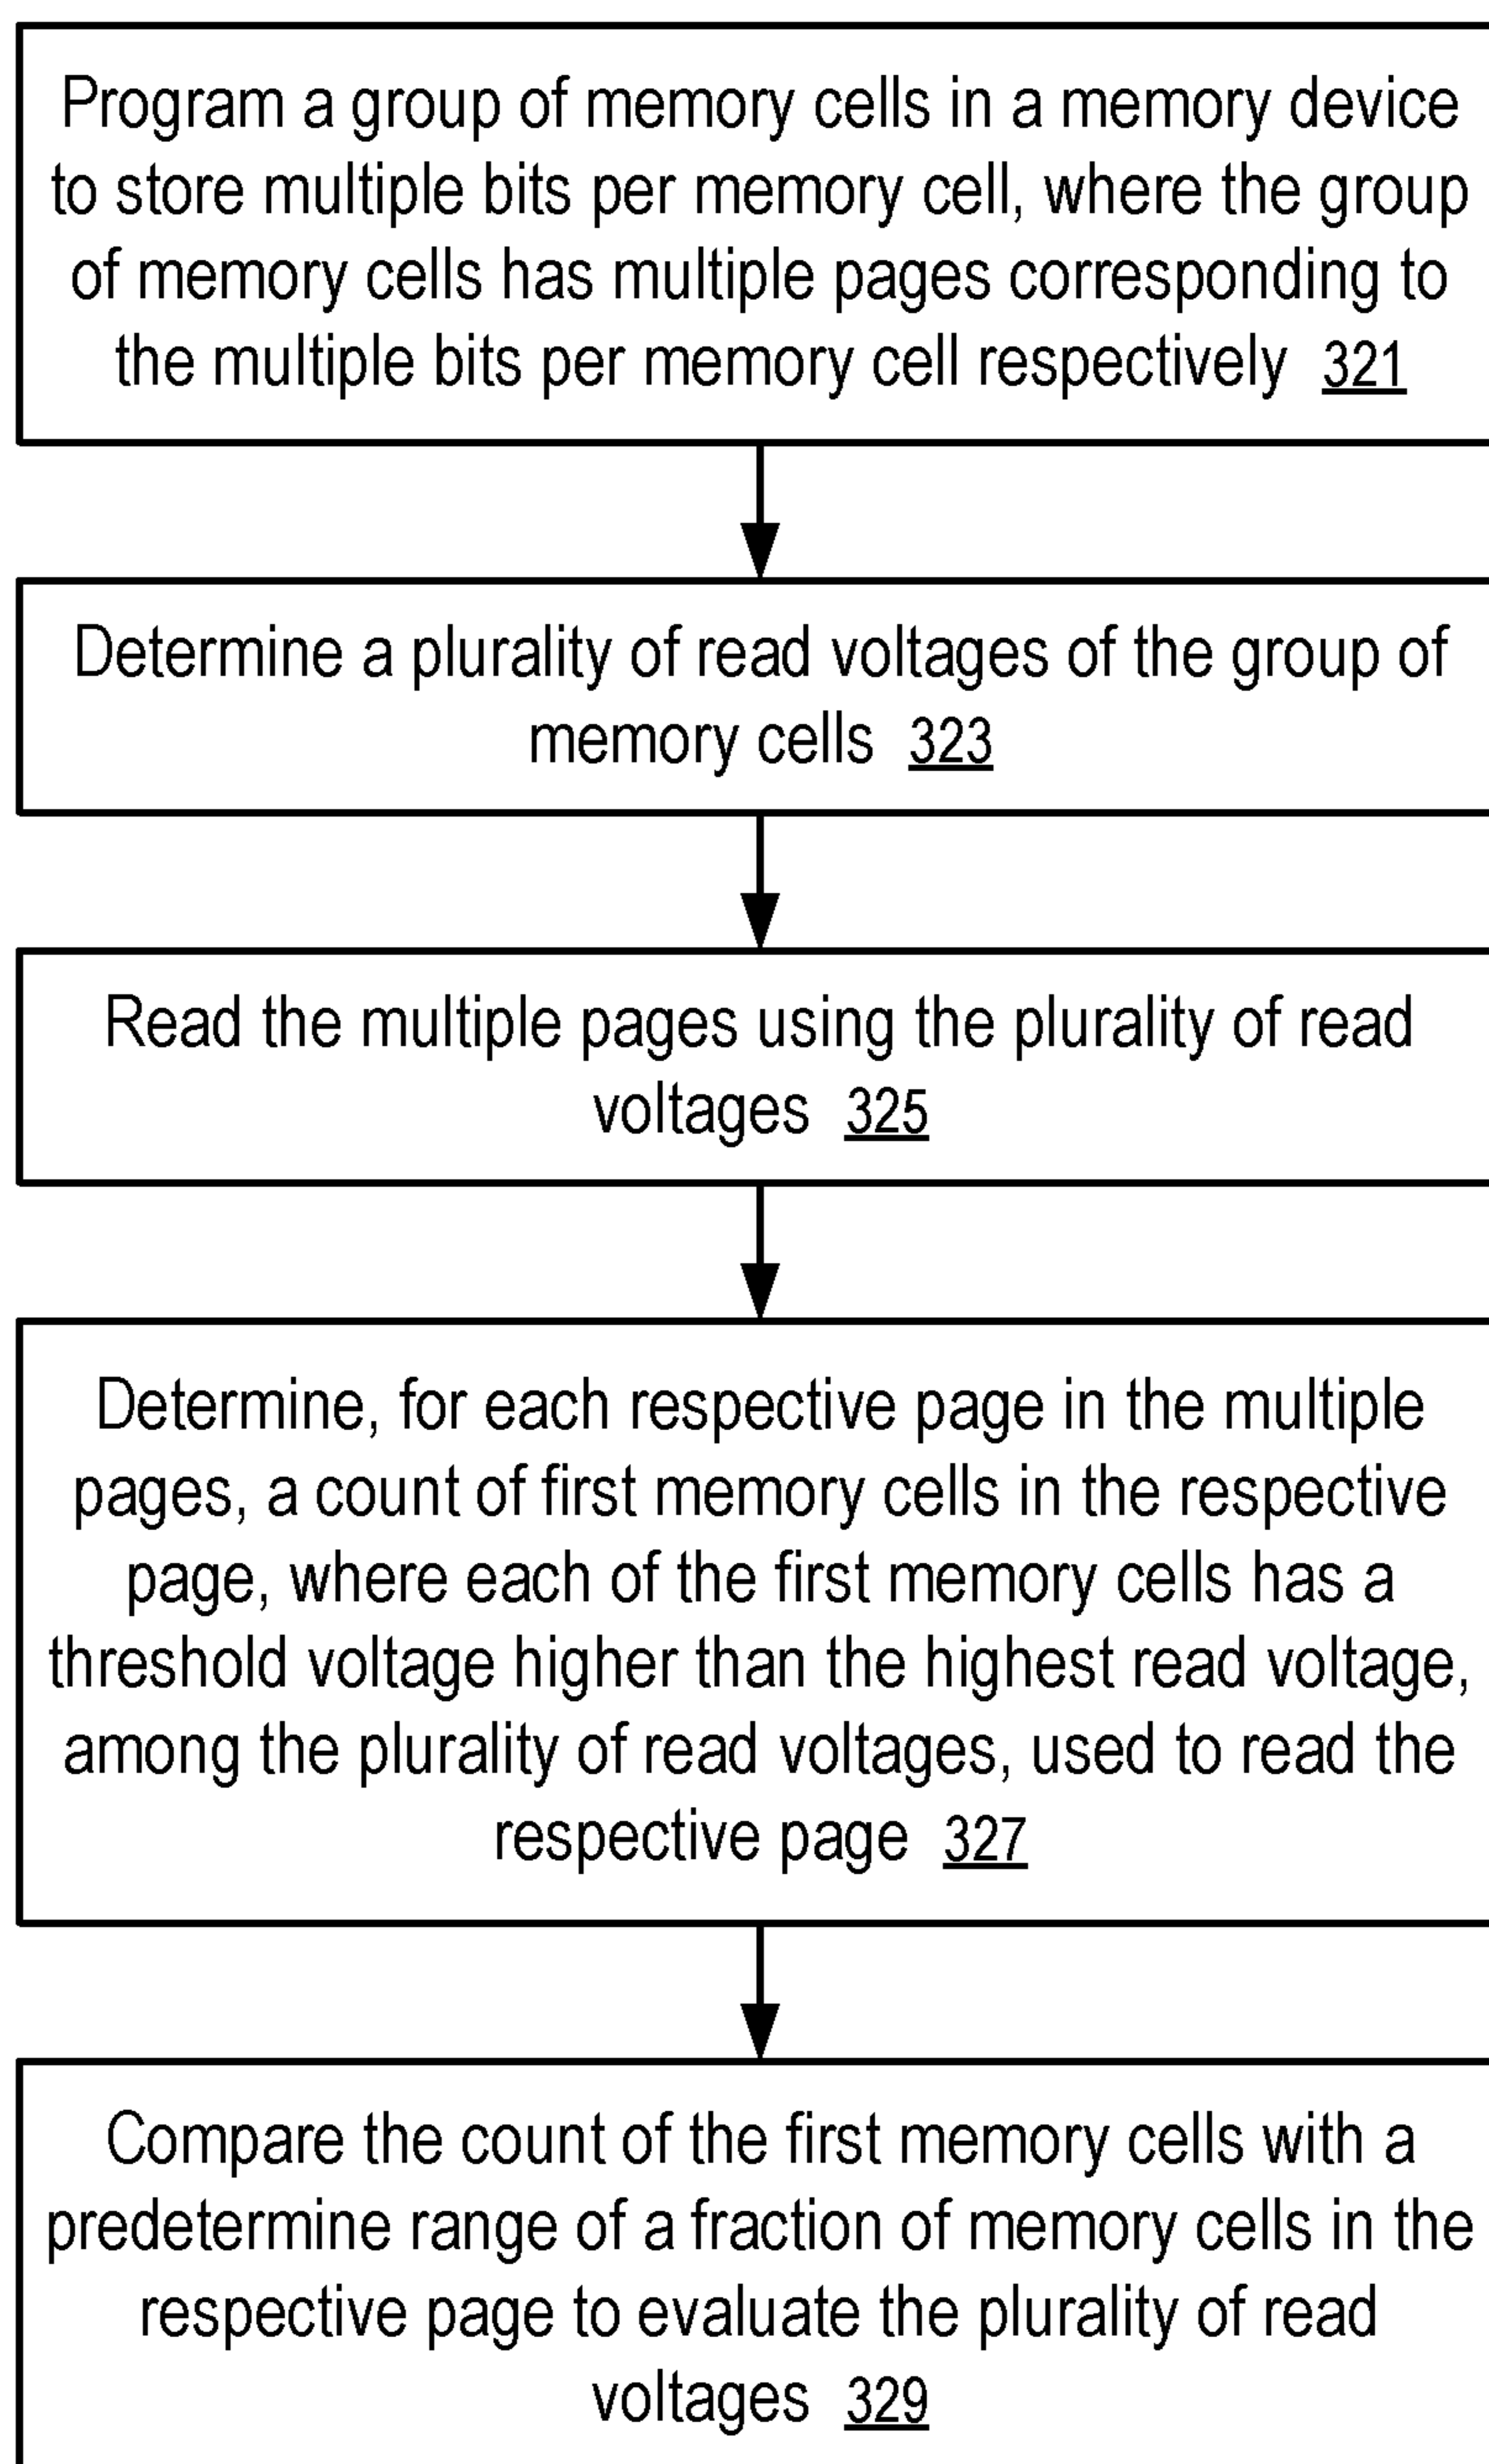 Program a group of memory cells in a memory device
to store multiple bits per memory cell, where the group
of memory cells has multiple pages corresponding to
the multiple bits per memory cell respectively 321
Determine a plurality of read voltages of the group of
memory cells 323
Read the multiple pages using the plurality of read
voltages 325
Determine, for each respective page in the multiple
pages, a count of first memory cells in the respective
page, where each of the first memory cells has a
threshold voltage higher than the highest read voltage,
among the plurality of read voltages, used to read the
respective page 327
Compare the count of the first memory cells with a
predetermine range of a fraction of memory cells in the
respective page to evaluate the plurality of read
voltages 329